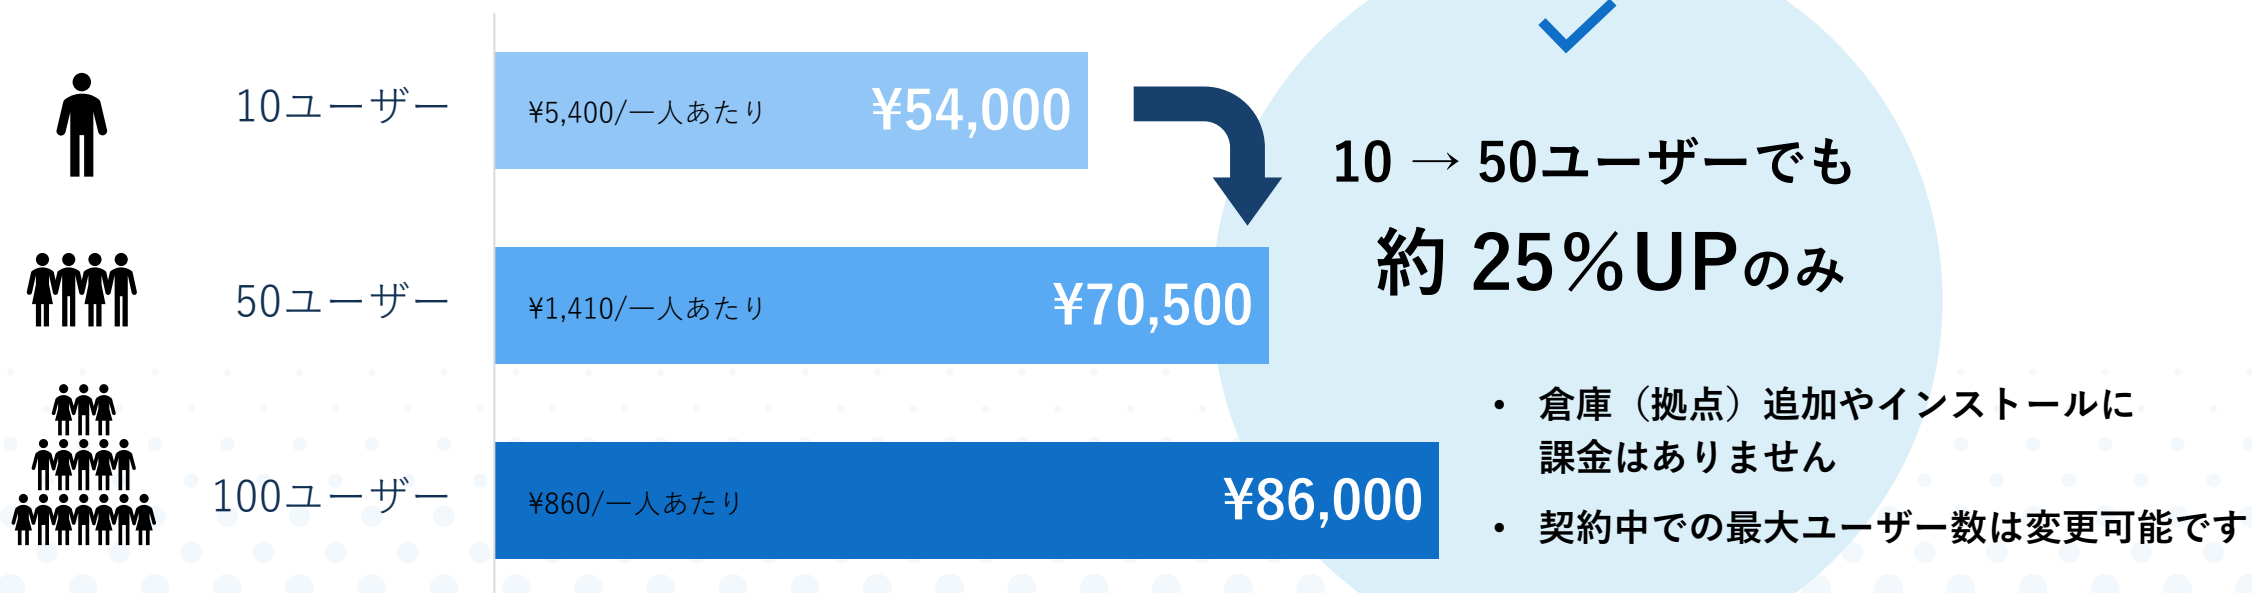 10ユーザー
¥5,400/一人あたり
¥54,000
50ユーザー
¥1,410/一人あたり
¥70,500
100ユーザー
¥860/一人あたり
¥86,000
10 → 50ユーザーでも
約 25%UPのみ
• 倉庫（拠点）追加やインストールに
課金はありません
• 契約中での最大ユーザー数は変更可能です